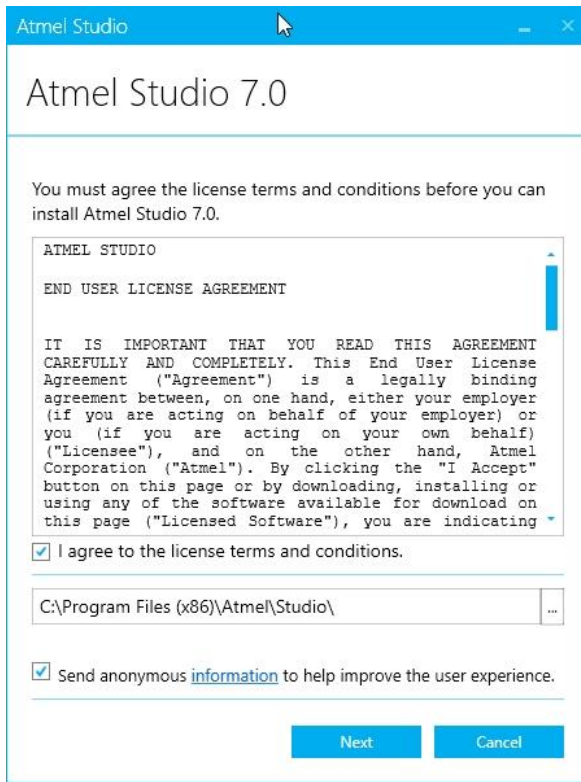 Atmel Studio
Atmel Studio 7.0
You must agree the license terms and conditions before you can
install Atmel Studio 7.0.
ATMEL STUDIO
END USER LICENSE AGREEMENT
IT IS IMPORTANT THAT YOU READ THIS AGREEMENT
CAREFULLY AND COMPLETELY. This End User License
Agreement ("Agreement") is a legally binding
agreement between, on one hand, either your employer
(if you are acting on behalf of your employer) or
you (if you are acting on your own behalf)
("Licensee"), and on the other hand, Atmel
Corporation ("Atmel"). By clicking the "I Accept"
button on this page or by downloading, installing or
using any of the software available for download on
this page ("Licensed Software"), you are indicating
I agree to the license terms and conditions.
C:\Program Files (x86)\Atmel\Studio\
...
Send anonymous information to help improve the user experience.
Next
Cancel